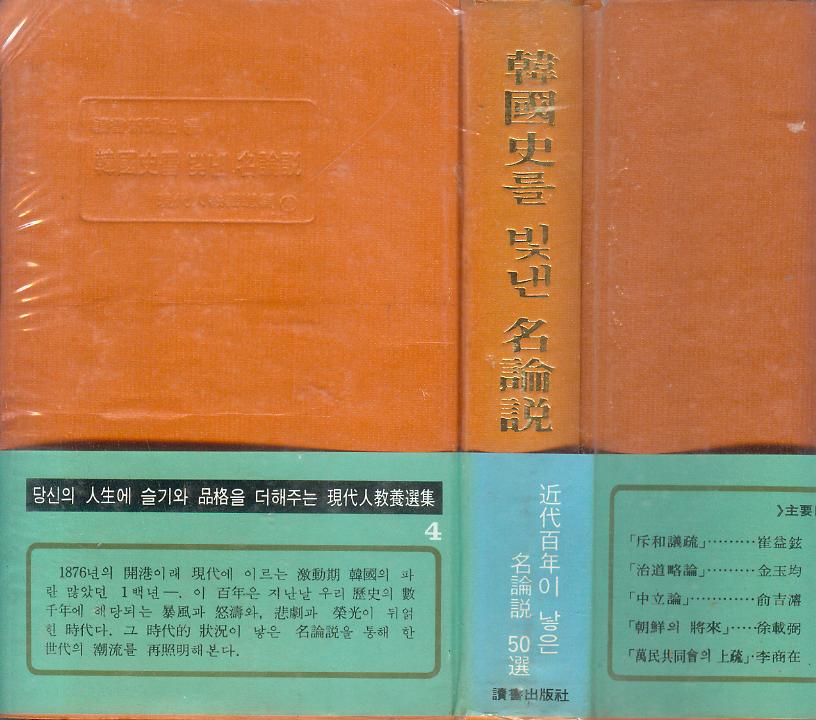 韓國史를 빛낸 名論説
당신의 人生에 슬기와 品格을 더해주는 現代人敎養選集
4
1876년의 開港이래 現代에 이르는 激動期 韓國의 파
란 많았던 1백년—. 이 百年은 지난날 우리 歷史의 數
千年에 해당되는 暴風과 怒濤와, 悲劇과 榮光이 뒤얽
힌 時代다. 그 時代的 狀況이 낳은 名論説을 통해 한
世代의 潮流를 再照明해본다.
韓國史를 빛낸 名論説
近代百年이 낳은
名論説 50選
讀書出版社
》主要
「斥和議疏」………崔益鉉
「治道略論」………金玉均
「中立論」…………兪吉濬
「朝鮮의 將來」……徐載弼
「萬民共同會의 上疏」·李商在